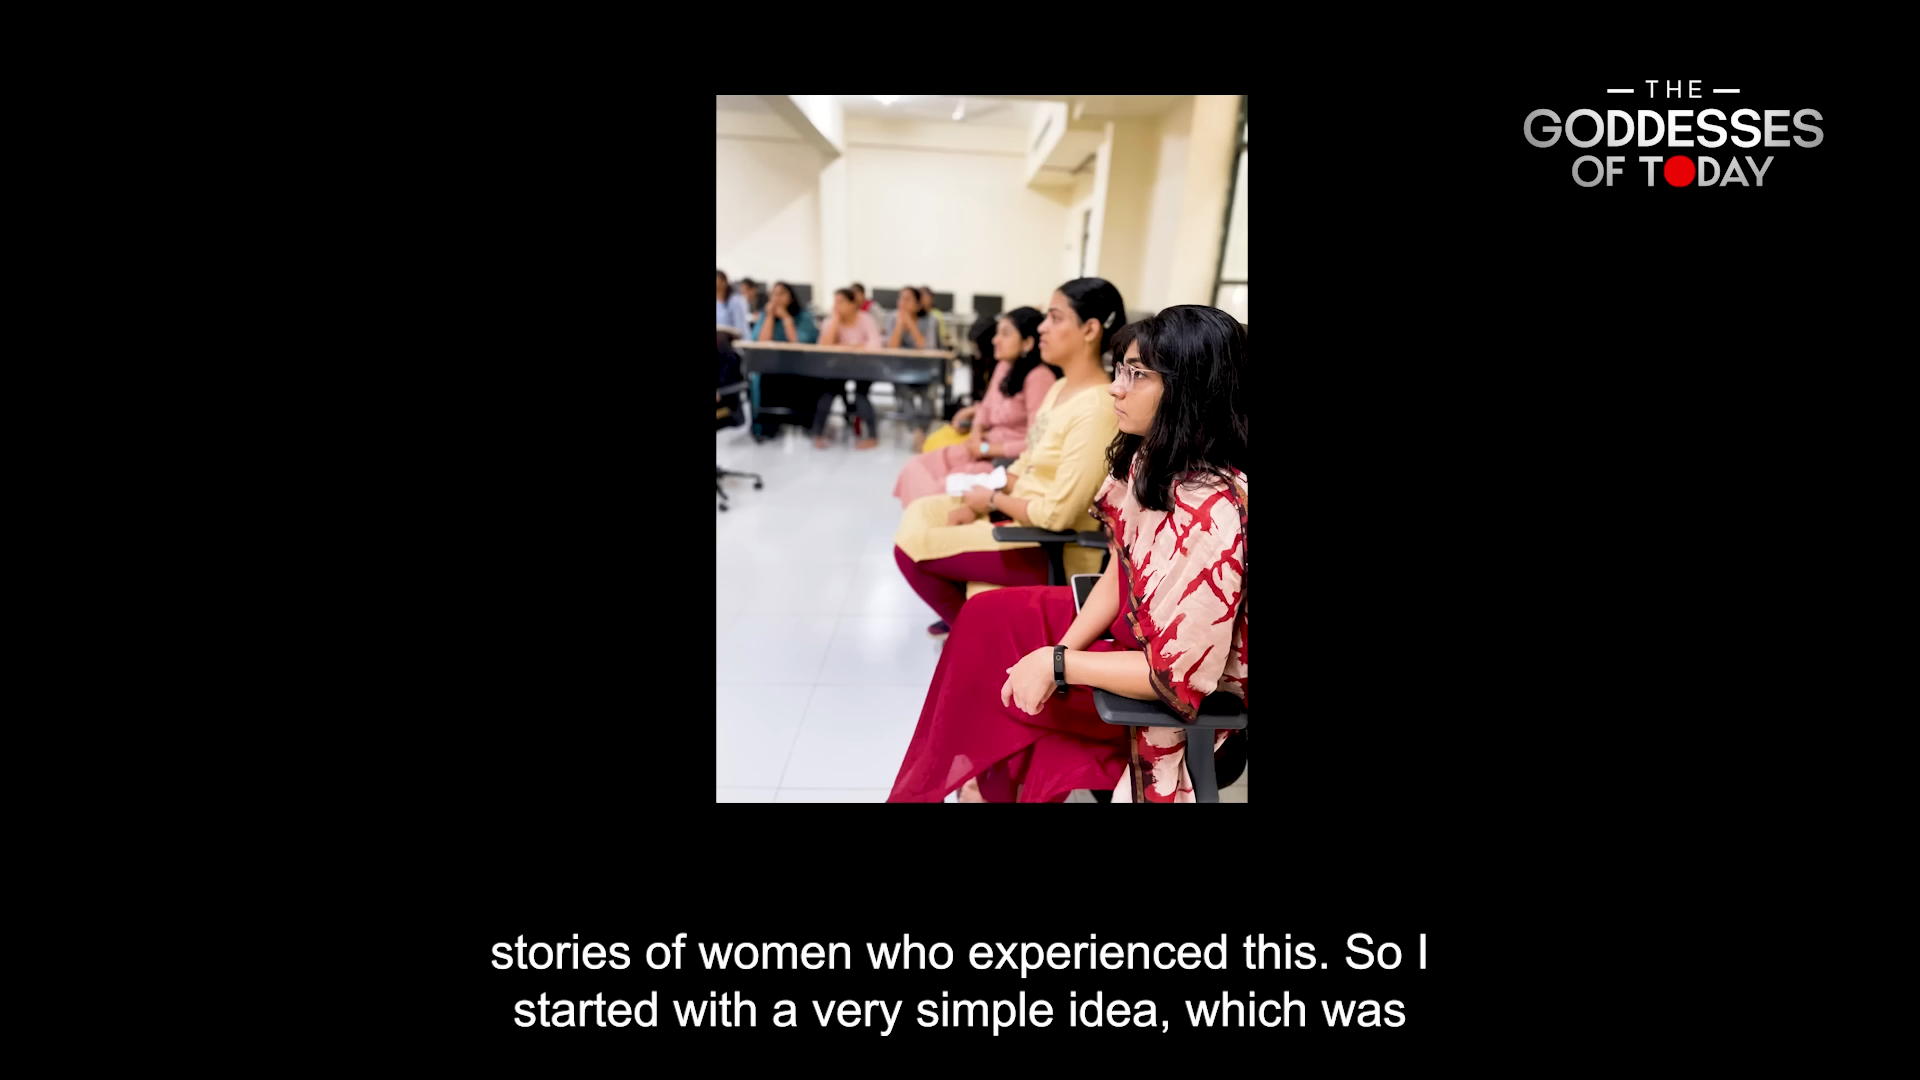 THE
GODDESSES
OF TODAY
stories of women who experienced this. So I
started with a very simple idea, which was